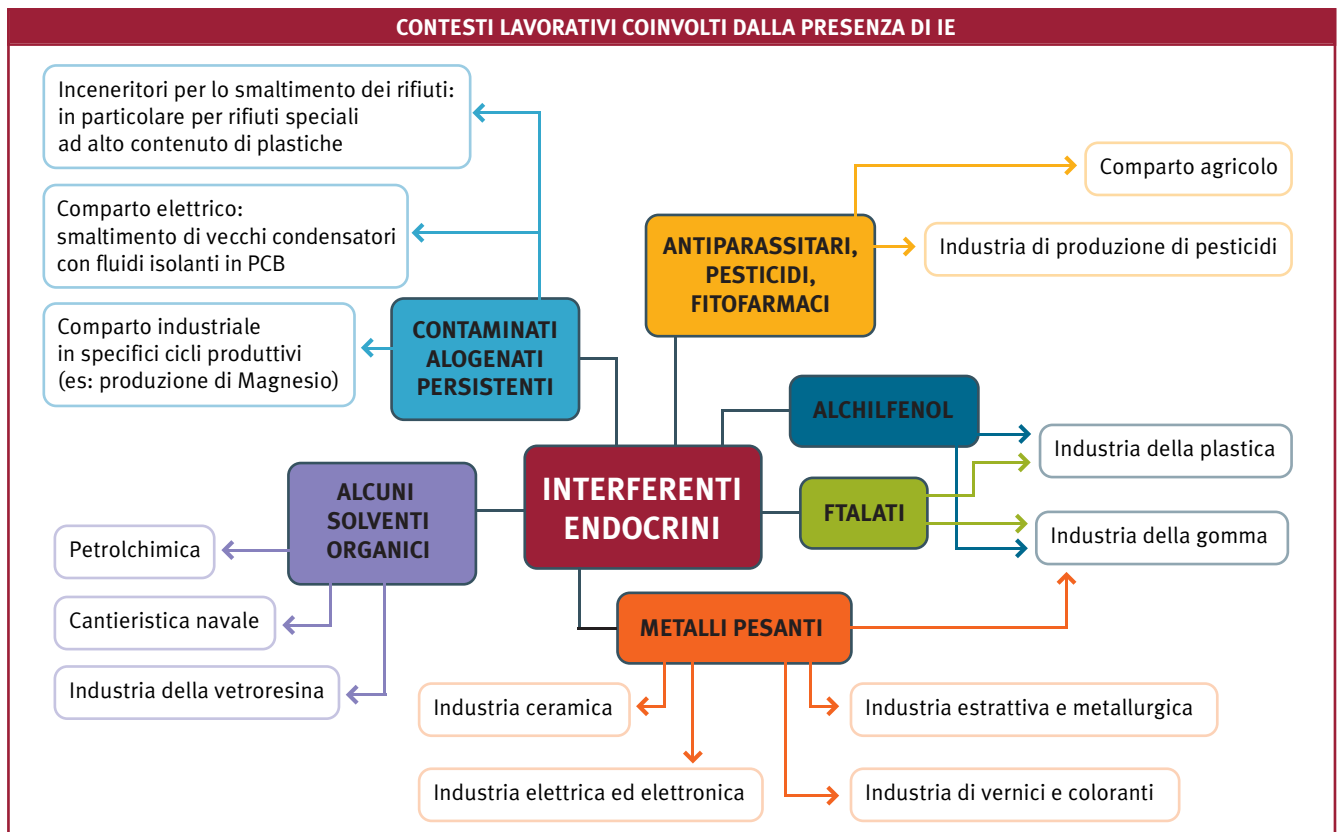 CONTESTI LAVORATIVI COINVOLTI DALLA PRESENZA DI IE
Inceneritori per lo smaltimento dei rifiuti:
in particolare per rifiuti speciali
ad alto contenuto di plastiche
Comparto elettrico:
smaltimento di vecchi condensatori
con fluidi isolanti in PCB
Comparto industriale
in specifici cicli produttivi
(es: produzione di Magnesio)
CONTAMINATI
ALOGENATI
PERSISTENTI
ANTIPARASSITARI,
PESTICIDI,
FITOFARMACI
Comparto agricolo
Industria di produzione di pesticidi
ALCHILFENOL
Industria della plastica
FTALATI
Industria della gomma
INTERFERENTI
ENDOCRINI
ALCUNI
SOLVENTI
ORGANICI
Petrolchimica
Cantieristica navale
Industria della vetroresina
METALLI PESANTI
Industria ceramica
Industria estrattiva e metallurgica
Industria elettrica ed elettronica
Industria di vernici e coloranti